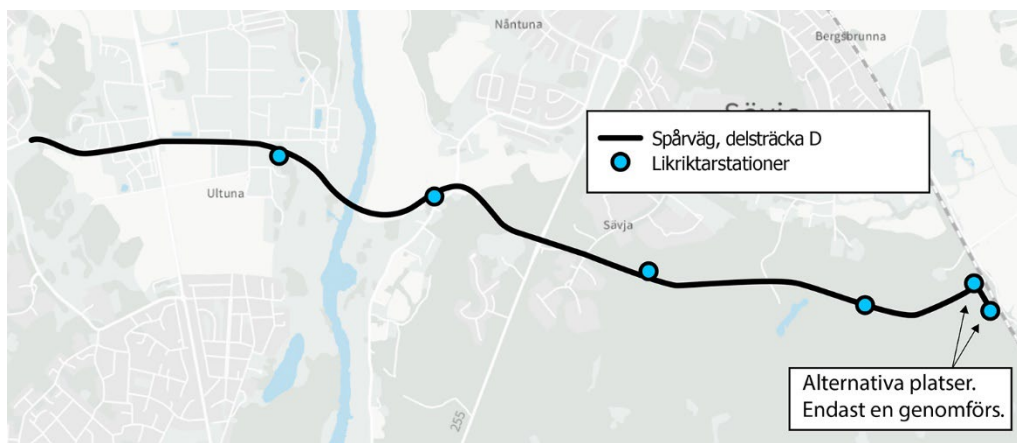 Nåntuna
Bergsbrunna
Sävja
Spårväg, delsträcka D
Likriktarstationer
Ultuna
Sävja
255
Alternativa platser.
Endast en genomförs.